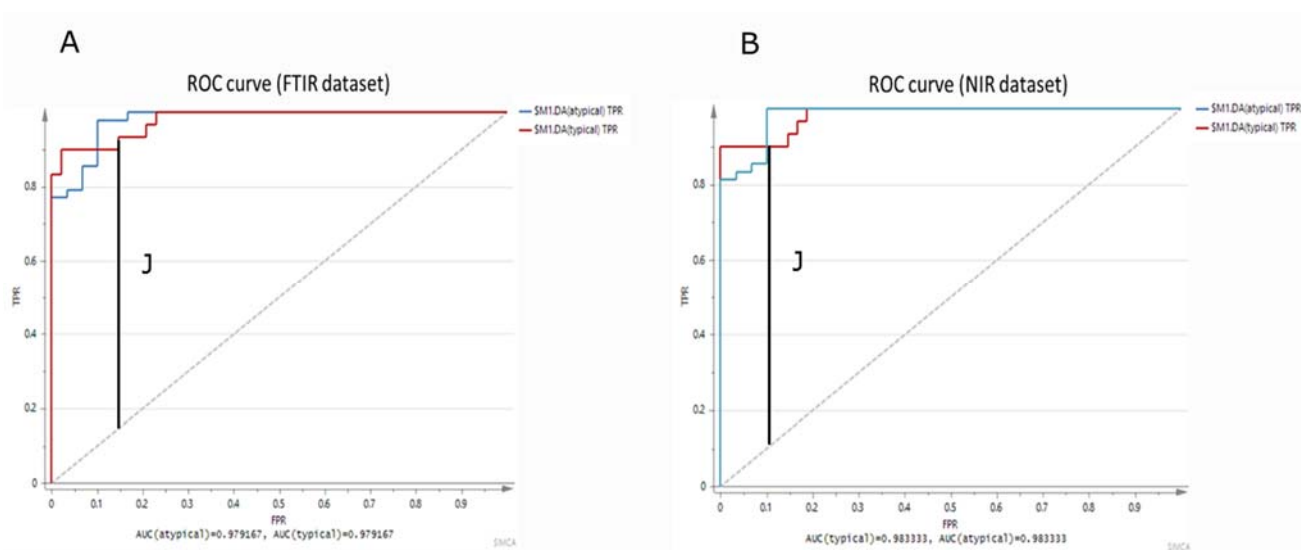 A
ROC curve (FTIR dataset)
$M1.DA(atypical) TPR
$M1.DA(typical) TPR
0.8
0.6
0.4
0.2
0
TPR
J
0 0.1 0.2 0.3 0.4 0.5 0.6 0.7 0.8 0.9
FPR
AUC(atypical)=0.979167, AUC(typical)=0.979167
SIMCA
B
ROC curve (NIR dataset)
$M1.DA(atypical) TPR
$M1.DA(typical) TPR
0.8
0.6
0.4
0.2
0
TPR
J
0 0.1 0.2 0.3 0.4 0.5 0.6 0.7 0.8 0.9
FPR
AUC(typical)=0.983333, AUC(atypical)=0.983333
SIMCA